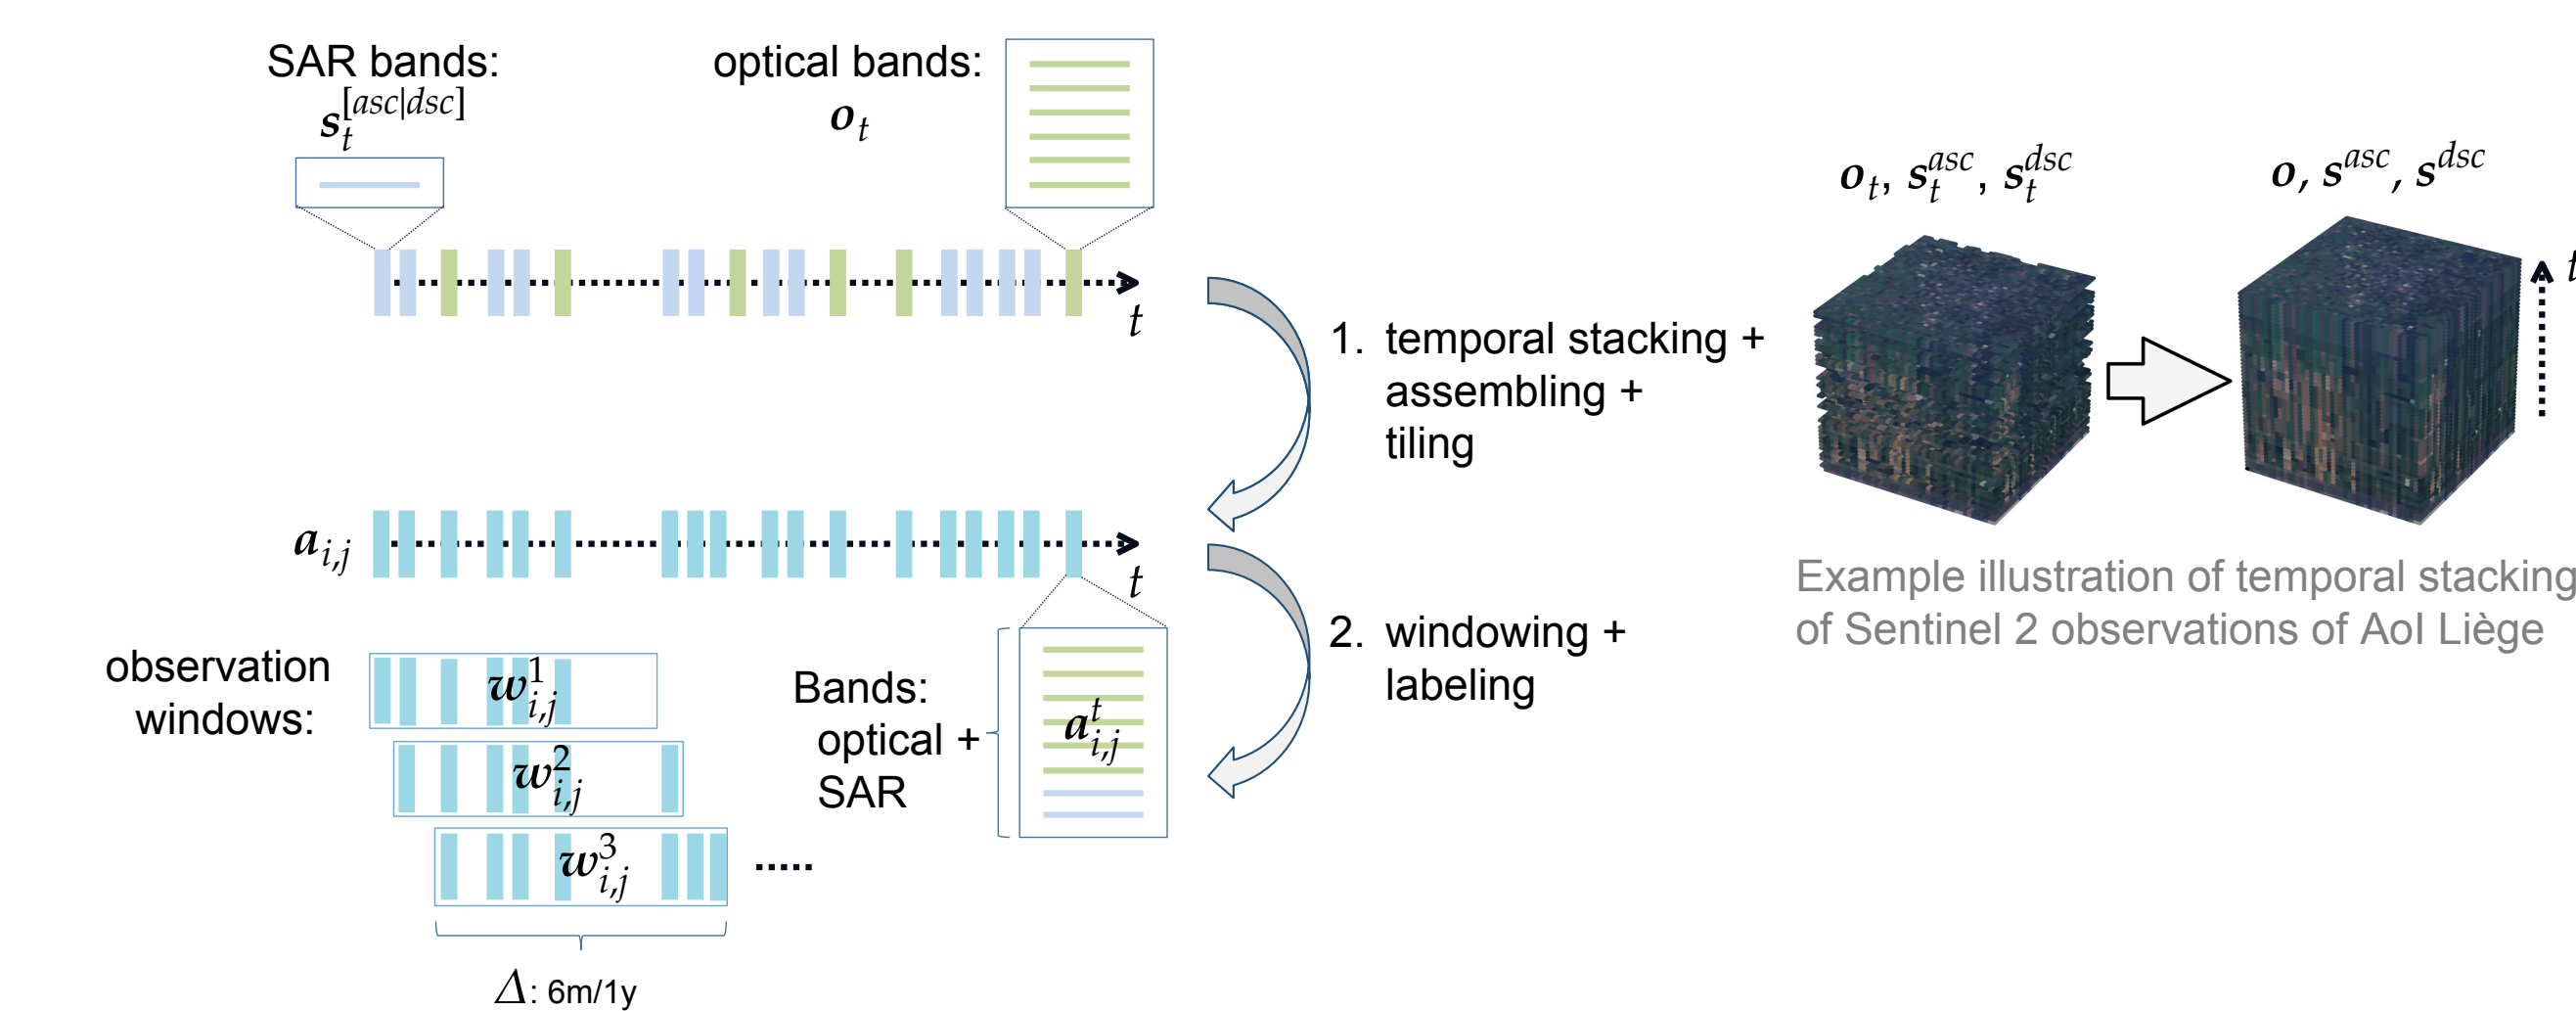 SAR bands:
s_t^[asc|dsc]
optical bands:
o_t
t
1. temporal stacking +
assembling +
tiling
o_t, s_t^asc, s_t^dsc
o, s^asc, s^dsc
t
Example illustration of temporal stacking
of Sentinel 2 observations of AoI Liège
a_i,j
t
2. windowing +
labeling
observation
windows:
w_i,j^1
w_i,j^2
w_i,j^3
.....
Bands:
optical +
SAR
a_i,j^t
Δ: 6m/1y